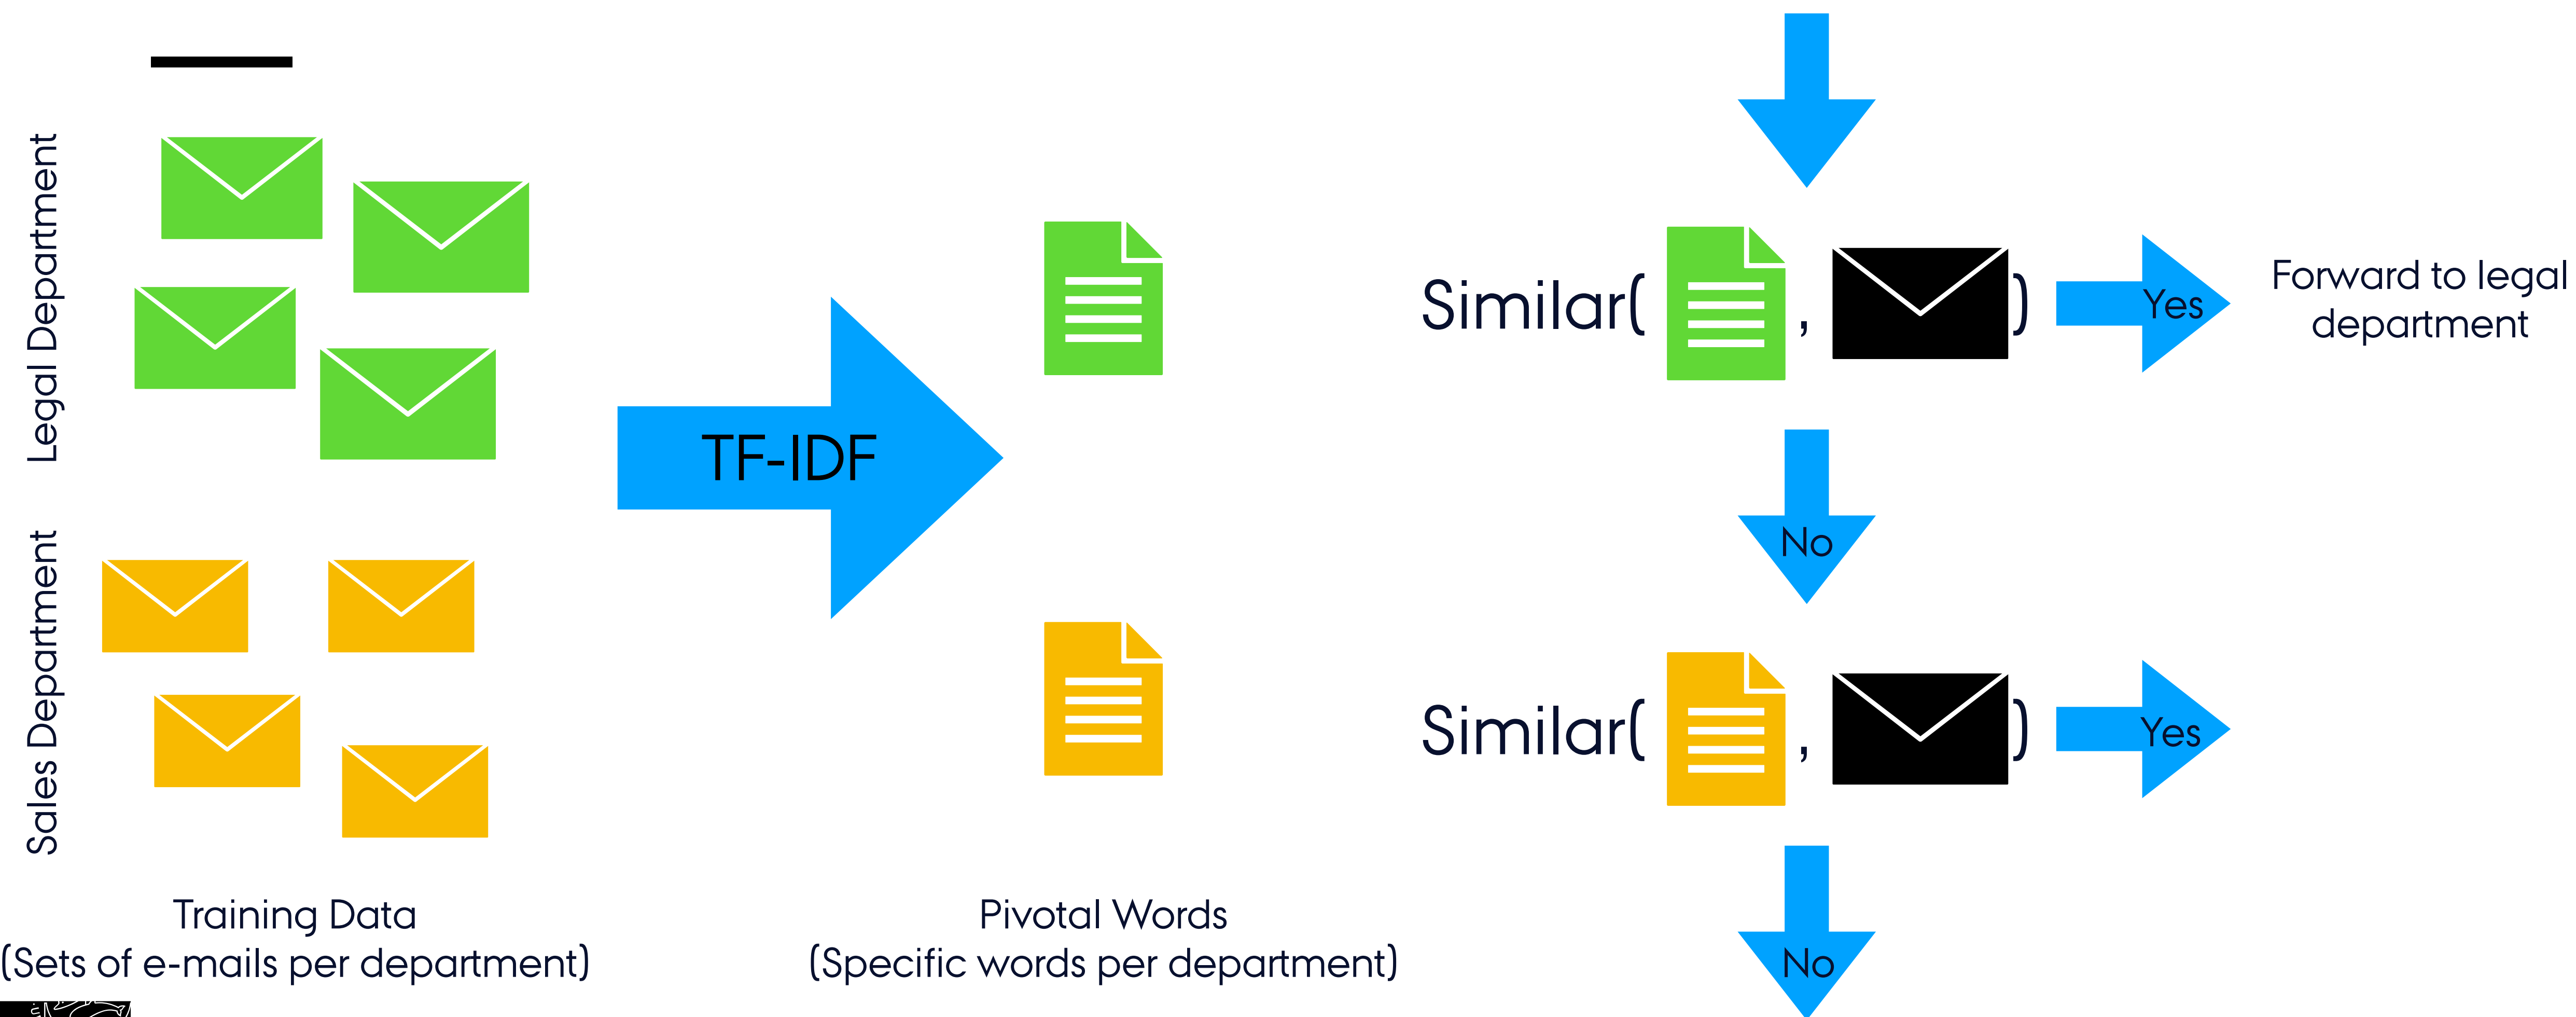 Legal Department
Sales Department
Training Data
(Sets of e-mails per department)
TF-IDF
Pivotal Words
(Specific words per department)
Similar( , )
Yes
Forward to legal
department
No
Similar( , )
Yes
No